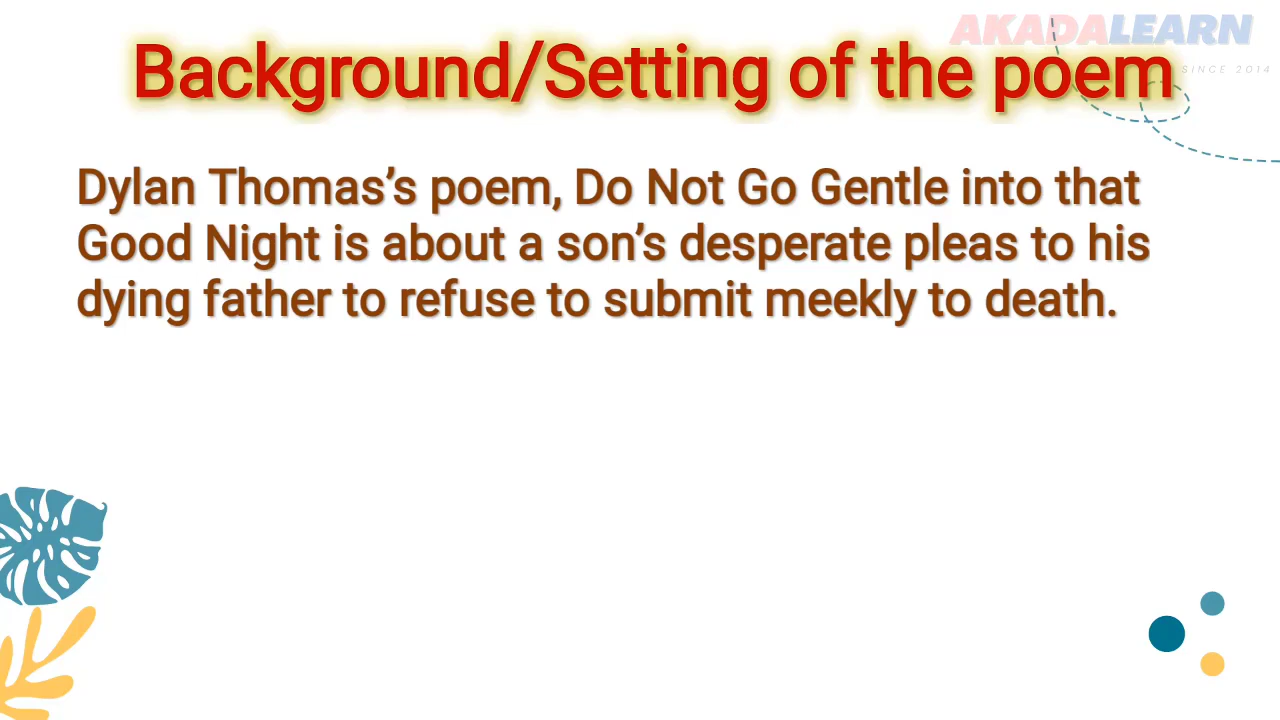 AKADALEARN
SINCE 2014
Background/Setting of the poem
Dylan Thomas’s poem, Do Not Go Gentle into that
Good Night is about a son’s desperate pleas to his
dying father to refuse to submit meekly to death.